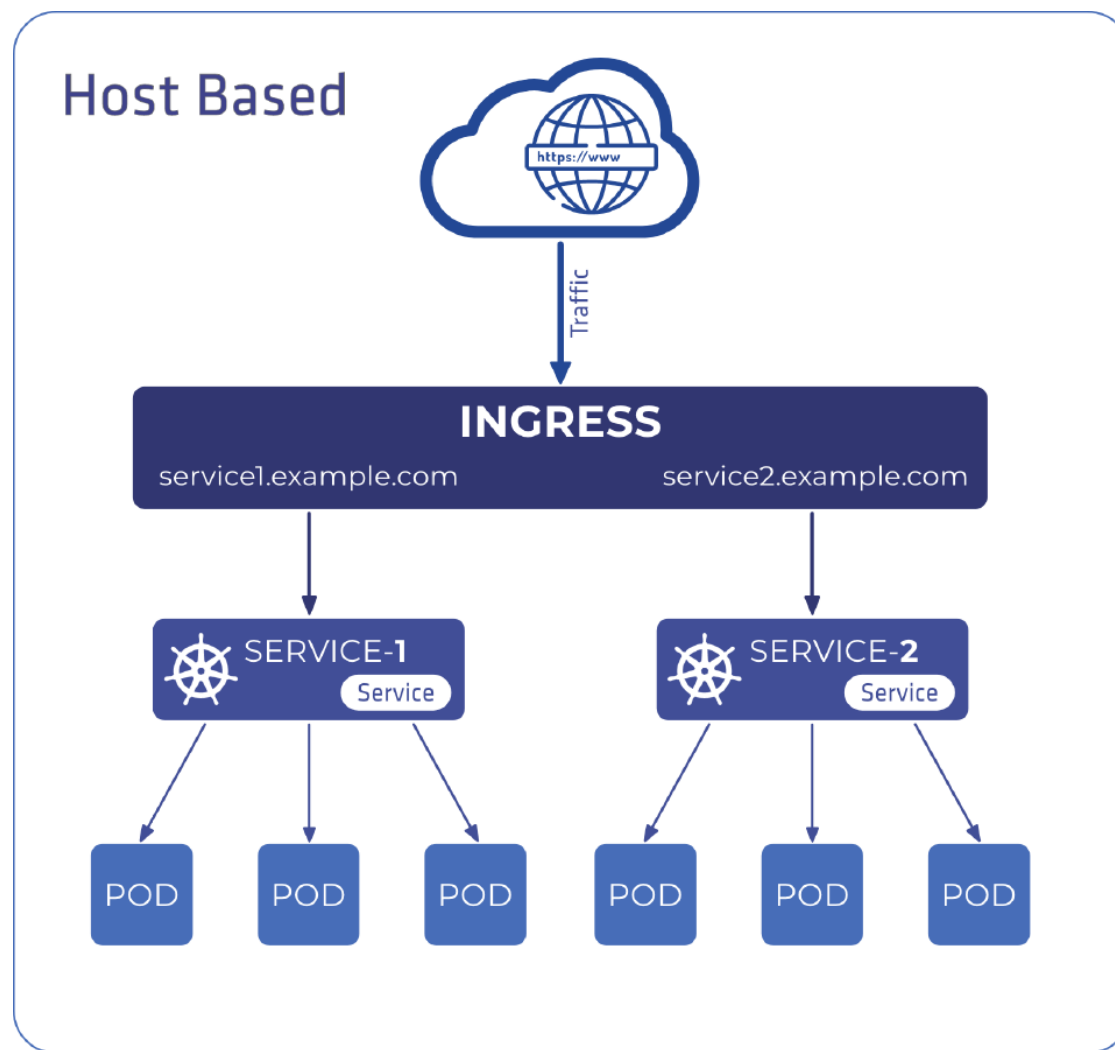 Host Based
https://www
Traffic
INGRESS
service1.example.com
service2.example.com
SERVICE-1
Service
SERVICE-2
Service
POD
POD
POD
POD
POD
POD